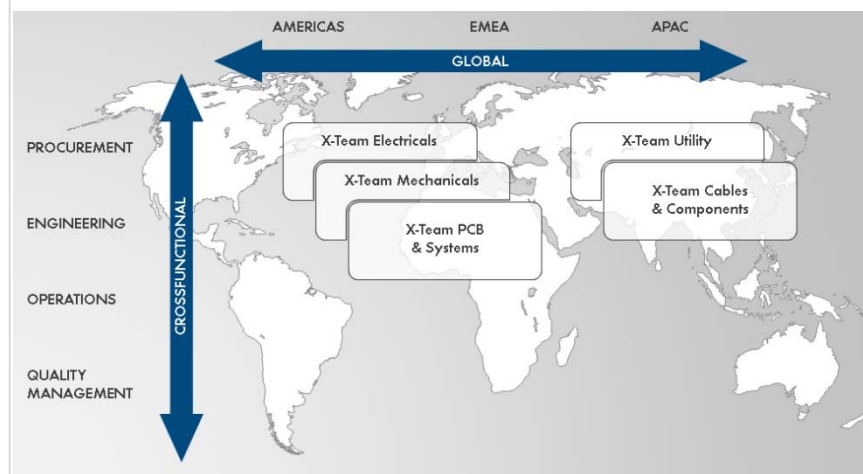 AMERICAS EMEA APAC
GLOBAL
PROCUREMENT
ENGINEERING
OPERATIONS
QUALITY
MANAGEMENT
CROSSFUNCTIONAL
X-Team Electricals
X-Team Mechanicals
X-Team PCB
& Systems
X-Team Utility
X-Team Cables
& Components